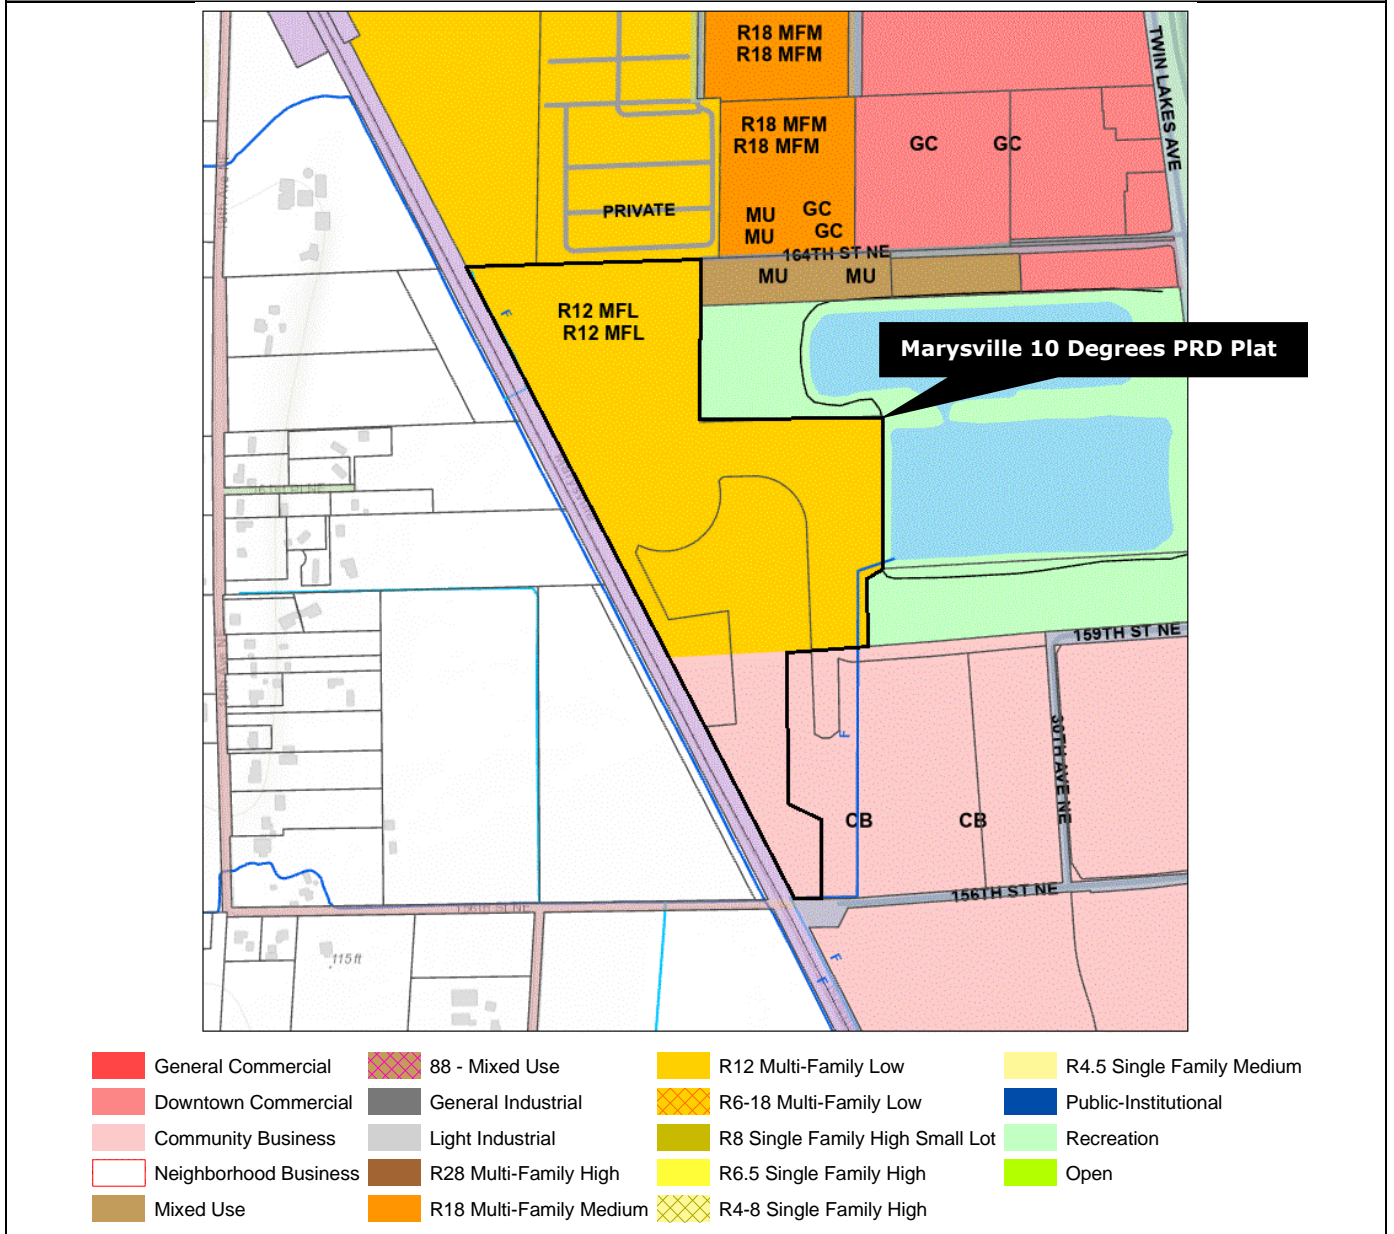 R18 MFM
R18 MFM
TWIN LAKES AVE
R18 MFM
R18 MFM
GC
GC
PRIVATE
MU
GC
MU
GC
164TH ST NE
MU
MU
R12 MFL
R12 MFL
F
Marysville 10 Degrees PRD Plat
159TH ST NE
30TH AVE NE
F
CB
CB
156TH ST NE
156TH ST NE
115 ft
F
F
General Commercial
Downtown Commercial
Community Business
Neighborhood Business
Mixed Use
88 - Mixed Use
General Industrial
Light Industrial
R28 Multi-Family High
R18 Multi-Family Medium
R12 Multi-Family Low
R6-18 Multi-Family Low
R8 Single Family High Small Lot
R6.5 Single Family High
R4-8 Single Family High
R4.5 Single Family Medium
Public-Institutional
Recreation
Open